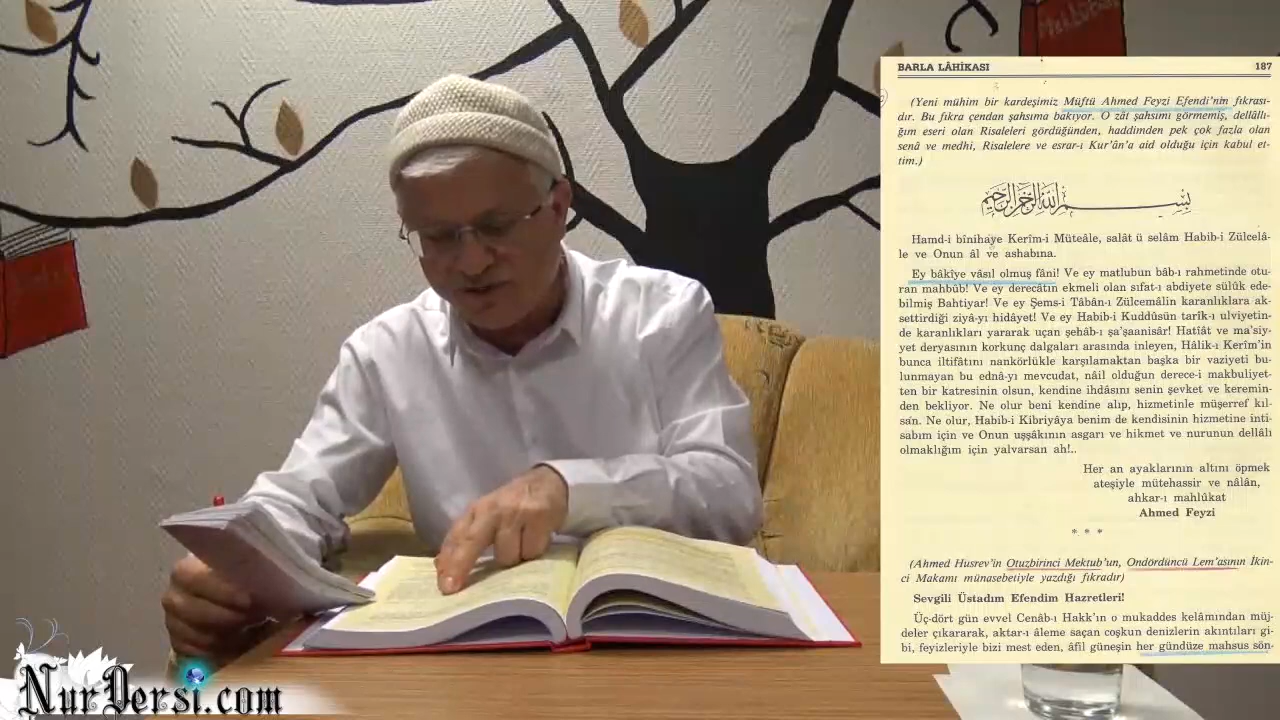 MEKTUBAT
BARLA LÂHİKASI 187
(Yeni mühim bir kardeşimiz Müftü Ahmed Feyzi Efendi'nin fıkrası-
dır. Bu fıkra çendan şahsıma bakıyor. O zât şahsımı görmemiş, dellâllı-
ğım eseri olan Risaleleri gördüğünden, haddimden pek çok fazla olan
senâ ve medhi, Risalelere ve esrar-ı Kur'ân'a aid olduğu için kabul et-
tim.)
بِسْمِ اللهِ الرَّحْمٰنِ الرَّحِيمِ
Hamd-i bînihaye Kerîm-i Müteâle, salât ü selâm Habib-i Zülcelâ-
le ve Onun âl ve ashabına.
Ey bâkîye vâsıl olmuş fâni! Ve ey matlubun bâb-ı rahmetinde otu-
ran mahbûb! Ve ey derecâtın ekmeli olan sıfat-ı abdiyete sülûk ede-
bilmiş Bahtiyar! Ve ey Şems-i Tâbân-ı Zülcemâlin karanlıklara ak-
settirdiği ziyâ-yı hidâyet! Ve ey Habib-i Kuddûsün tarîk-ı ulviyetin-
de karanlıkları yararak uçan şehâb-ı şa'şaanisâr! Hatîât ve ma'siy-
yet deryasının korkunç dalgaları arasında inleyen, Hâlik-ı Kerîm'in
bunca iltifâtını nankörlükle karşılamaktan başka bir vaziyeti bu-
lunmayan bu ednâ-yı mevcudat, nâil olduğun derece-i makbuliyet-
ten bir katresinin olsun, kendine ihdâsını senin şevket ve keremin-
den bekliyor. Ne olur beni kendine alıp, hizmetinle müşerref kıl-
san. Ne olur, Habib-i Kibriyâya benim de kendisinin hizmetine inti-
sabım için ve Onun uşşâkının asgarı ve hikmet ve nurunun dellâlı
olmaklığım için yalvarsan ah!..
Her an ayaklarının altını öpmek
ateşiyle mütehassir ve nâlân,
ahkar-ı mahlûkat
Ahmed Feyzi
* * *
(Ahmed Husrev'in Otuzbirinci Mektub'un, Ondördüncü Lem'asının İkin-
ci Makamı münasebetiyle yazdığı fıkradır)
Sevgili Üstadım Efendim Hazretleri!
Üç-dört gün evvel Cenâb-ı Hakk'ın o mukaddes kelâmından müj-
deler çıkararak, aktar-ı âleme saçan coşkun denizlerin akıntıları gi-
bi, feyizleriyle bizi mest eden, âfil güneşin her gündüze mahsus sön-
NurDersi.com